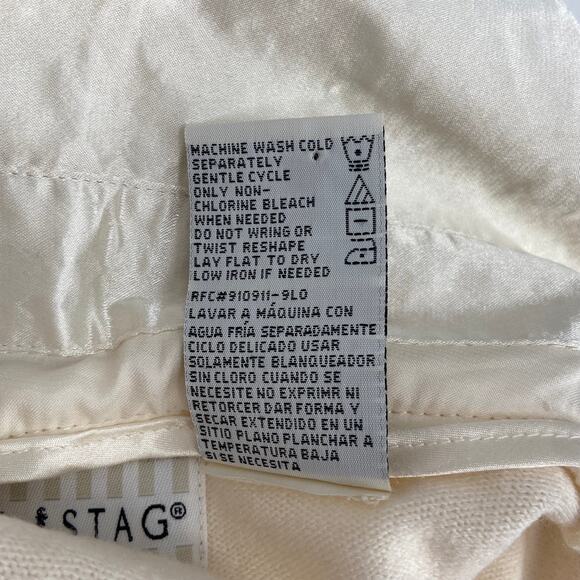 MACHINE WASH COLD
SEPARATELY
GENTLE CYCLE
ONLY NON-
CHLORINE BLEACH
WHEN NEEDED
DO NOT WRING OR
TWIST RESHAPE
LAY FLAT TO DRY
LOW IRON IF NEEDED
RFC#910911-9L0
LAVAR A MÁQUINA CON
AGUA FRÍA SEPARADAMENTE
CICLO DELICADO USAR
SOLAMENTE BLANQUEADOR
SIN CLORO CUANDO SE
NECESITE NO EXPRIMR NI
RETORCER DAR FORMA Y
SECAR EXTENDIDO EN UN
SITIO PLANO PLANCHAR A
TEMPERATURA BAJA
SI SE NECESITA
STAG®